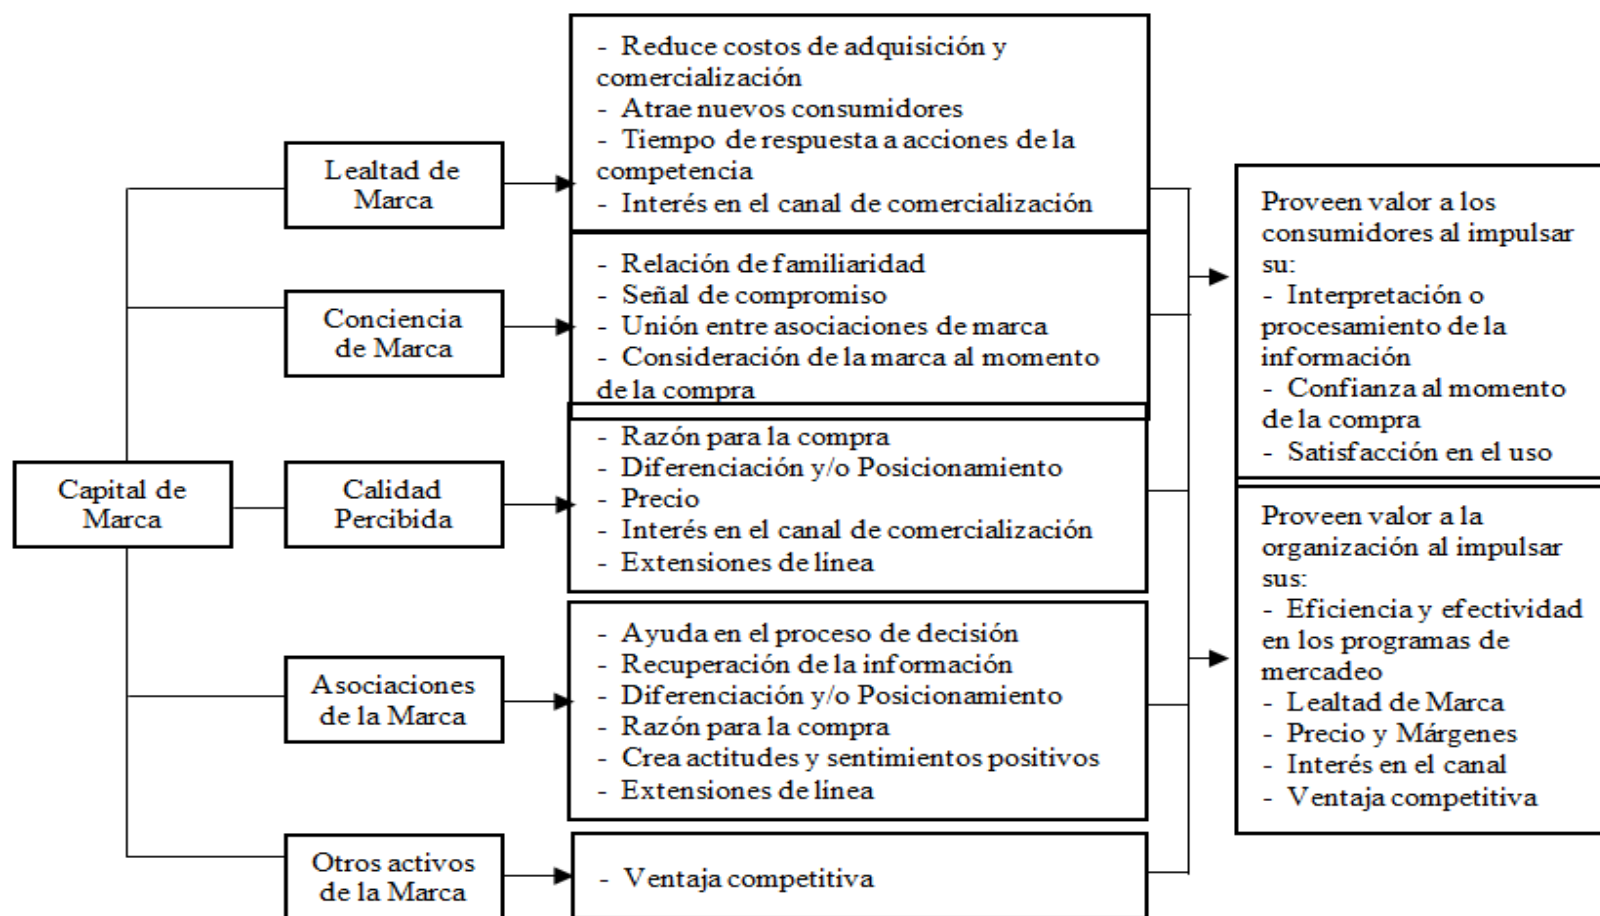 Capital de
Marca
Lealtad de
Marca
- Reduce costos de adquisición y
comercialización
- Atrae nuevos consumidores
- Tiempo de respuesta a acciones de la
competencia
- Interés en el canal de comercialización
Conciencia
de Marca
- Relación de familiaridad
- Señal de compromiso
- Unión entre asociaciones de marca
- Consideración de la marca al momento
de la compra
Calidad
Percibida
- Razón para la compra
- Diferenciación y/o Posicionamiento
- Precio
- Interés en el canal de comercialización
- Extensiones de línea
Asociaciones
de la Marca
- Ayuda en el proceso de decisión
- Recuperación de la información
- Diferenciación y/o Posicionamiento
- Razón para la compra
- Crea actitudes y sentimientos positivos
- Extensiones de línea
Otros activos
de la Marca
- Ventaja competitiva
Proveen valor a los
consumidores al impulsar
su:
- Interpretación o
procesamiento de la
información
- Confianza al momento
de la compra
- Satisfacción en el uso
Proveen valor a la
organización al impulsar
sus:
- Eficiencia y efectividad
en los programas de
mercadeo
- Lealtad de Marca
- Precio y Márgenes
- Interés en el canal
- Ventaja competitiva